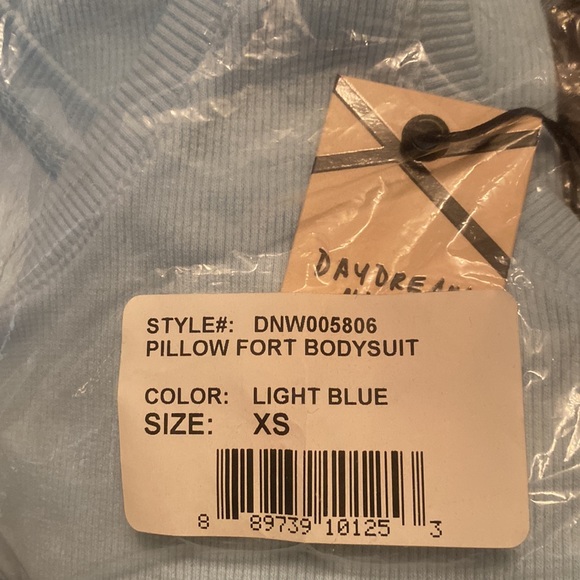 DAYDREAM
STYLE#: DNW005806
PILLOW FORT BODYSUIT
COLOR: LIGHT BLUE
SIZE: XS
8 89739 10125 3